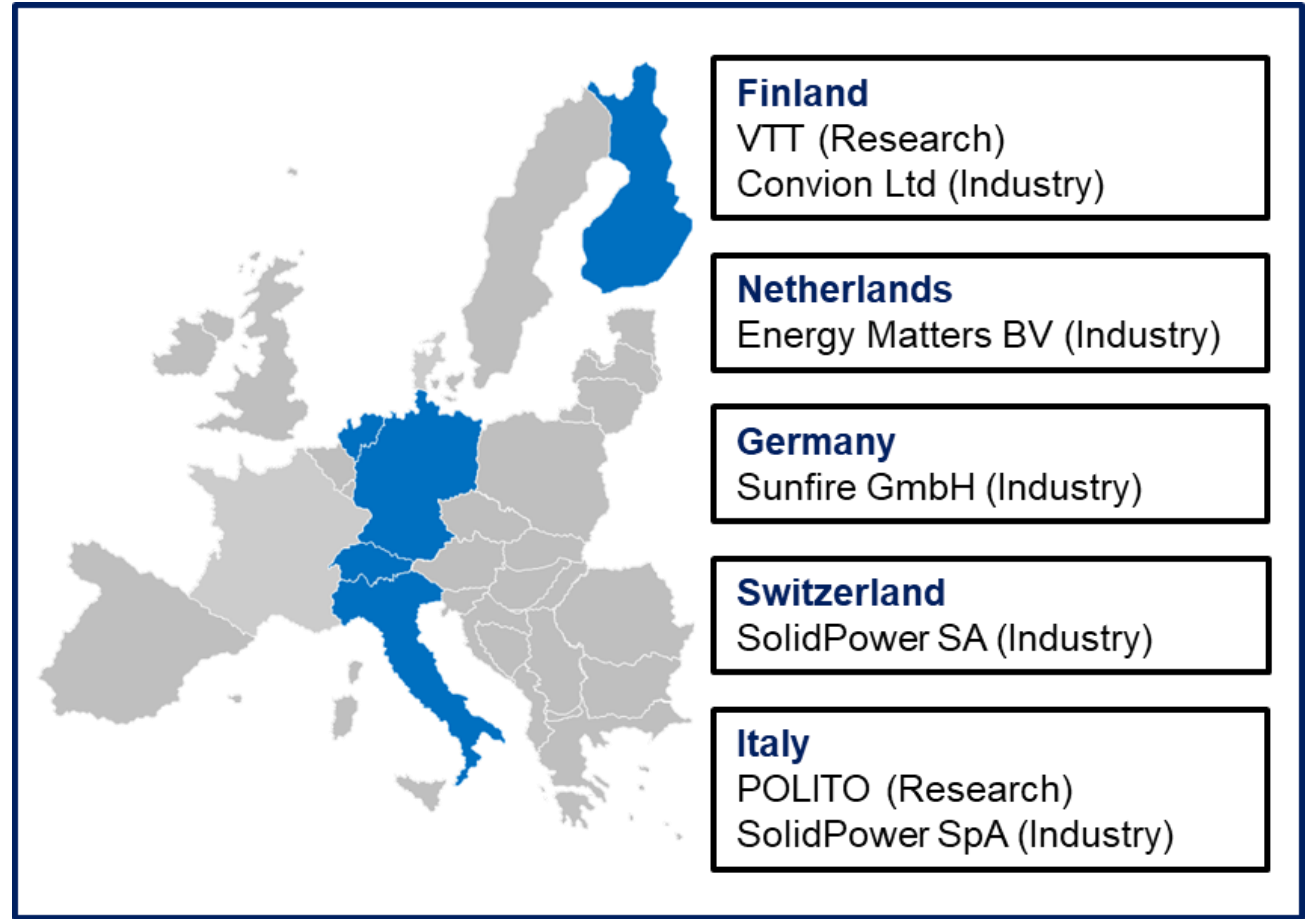 Finland
VTT (Research)
Convion Ltd (Industry)
Netherlands
Energy Matters BV (Industry)
Germany
Sunfire GmbH (Industry)
Switzerland
SolidPower SA (Industry)
Italy
POLITO (Research)
SolidPower SpA (Industry)